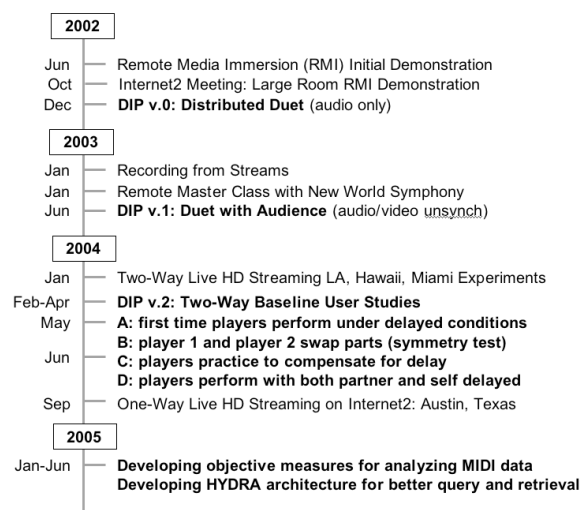 2002
Jun Remote Media Immersion (RMI) Initial Demonstration
Oct Internet2 Meeting: Large Room RMI Demonstration
Dec DIP v.0: Distributed Duet (audio only)
2003
Jan Recording from Streams
Jan Remote Master Class with New World Symphony
Jun DIP v.1: Duet with Audience (audio/video unsynch)
2004
Jan Two-Way Live HD Streaming LA, Hawaii, Miami Experiments
Feb-Apr DIP v.2: Two-Way Baseline User Studies
May A: first time players perform under delayed conditions
B: player 1 and player 2 swap parts (symmetry test)
Jun C: players practice to compensate for delay
D: players perform with both partner and self delayed
Sep One-Way Live HD Streaming on Internet2: Austin, Texas
2005
Jan-Jun Developing objective measures for analyzing MIDI data
Developing HYDRA architecture for better query and retrieval